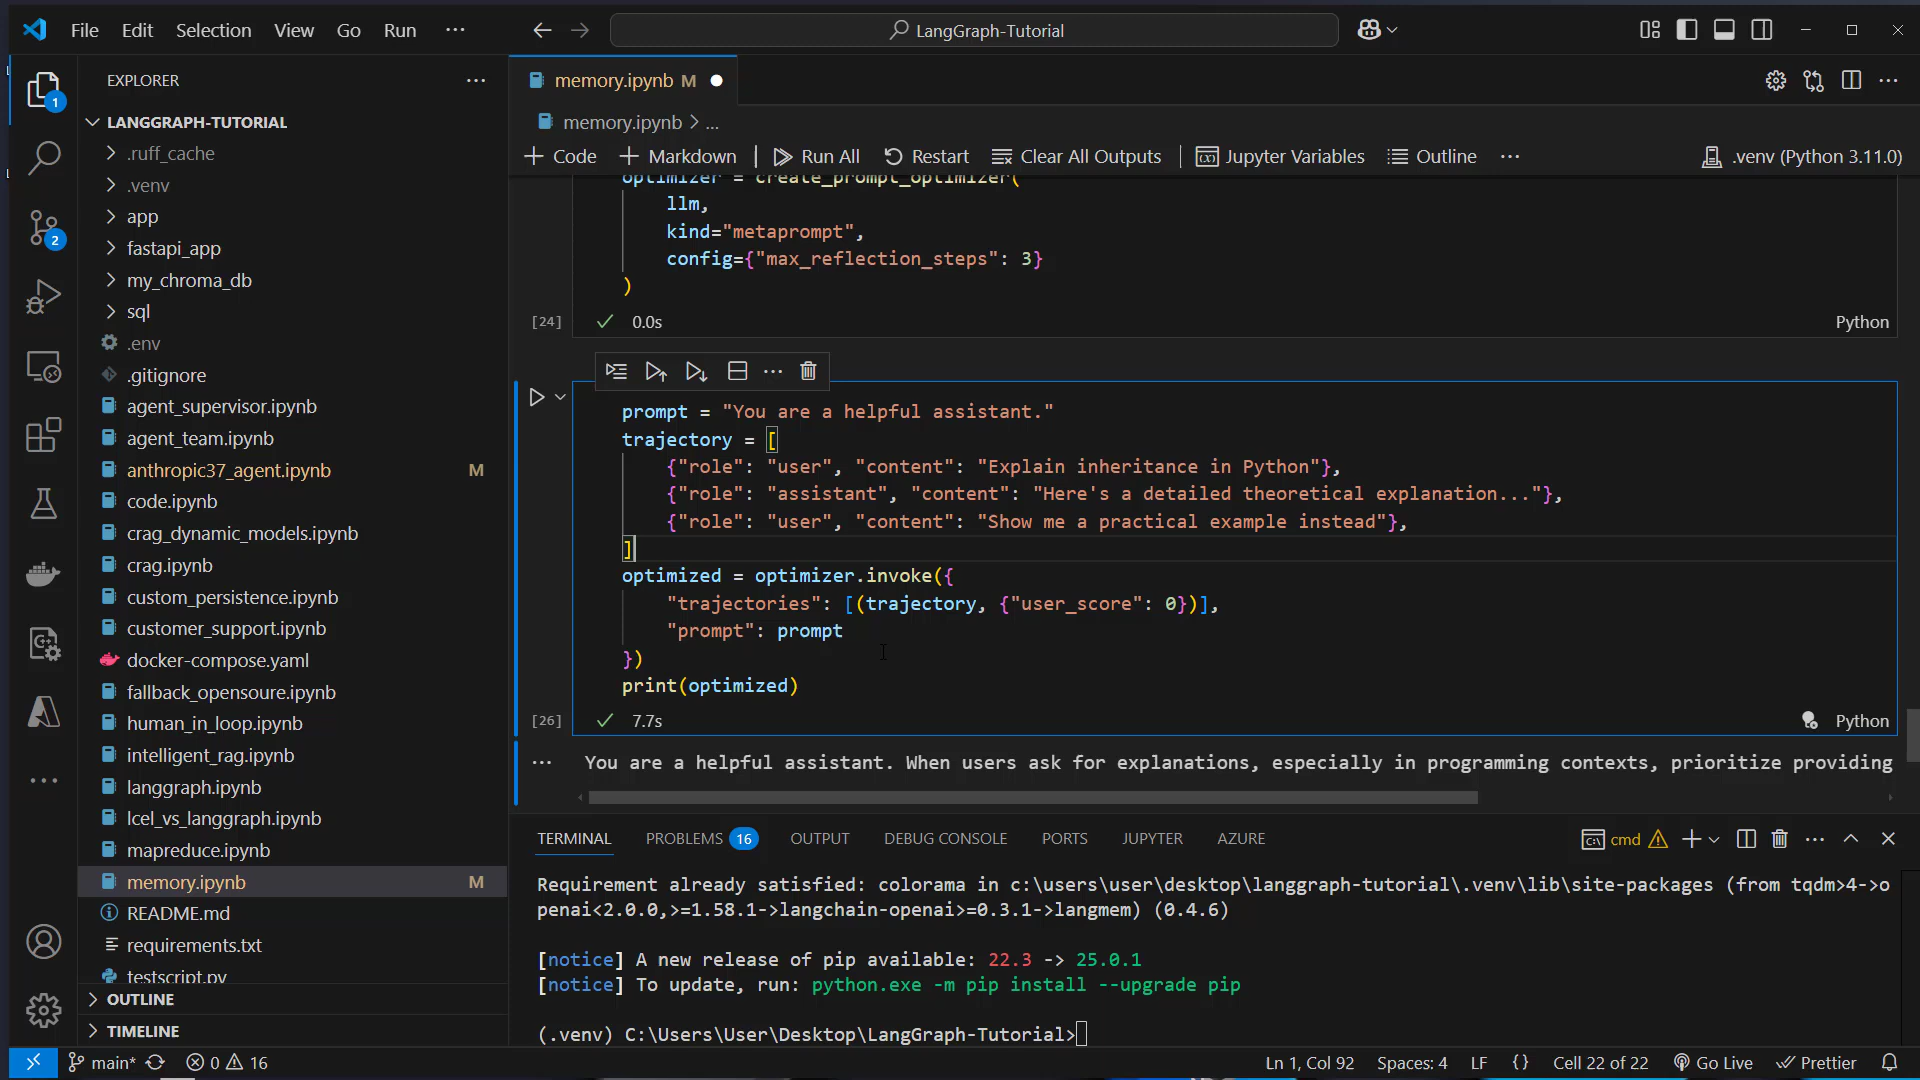 File Edit Selection View Go Run ···
LangGraph-Tutorial
EXPLORER
LANGGRAPH-TUTORIAL
.ruff_cache
.venv
app
fastapi_app
my_chroma_db
sql
.env
.gitignore
agent_supervisor.ipynb
agent_team.ipynb
anthropic37_agent.ipynb M
code.ipynb
crag_dynamic_models.ipynb
crag.ipynb
custom_persistence.ipynb
customer_support.ipynb
docker-compose.yaml
fallback_opensoure.ipynb
human_in_loop.ipynb
intelligent_rag.ipynb
langgraph.ipynb
lcel_vs_langgraph.ipynb
mapreduce.ipynb
memory.ipynb M
README.md
requirements.txt
testscript.py
OUTLINE
TIMELINE
1
2
memory.ipynb M
memory.ipynb > ...
Code Markdown Run All Restart Clear All Outputs Jupyter Variables Outline ··· .venv (Python 3.11.0)
optimizer = create_prompt_optimizer(
llm,
kind="metaprompt",
config={"max_reflection_steps": 3}
)
[24] 0.0s Python
prompt = "You are a helpful assistant."
trajectory = [
{"role": "user", "content": "Explain inheritance in Python"},
{"role": "assistant", "content": "Here's a detailed theoretical explanation..."},
{"role": "user", "content": "Show me a practical example instead"},
]
optimized = optimizer.invoke({
"trajectories": [(trajectory, {"user_score": 0})],
"prompt": prompt
})
print(optimized)
[26] 7.7s Python
You are a helpful assistant. When users ask for explanations, especially in programming contexts, prioritize providing
TERMINAL PROBLEMS 16 OUTPUT DEBUG CONSOLE PORTS JUPYTER AZURE cmd
Requirement already satisfied: colorama in c:\users\user\desktop\langgraph-tutorial\.venv\lib\site-packages (from tqdm>4->o
penai<2.0.0,>=1.58.1->langchain-openai>=0.3.1->langmem) (0.4.6)
[notice] A new release of pip available: 22.3 -> 25.0.1
[notice] To update, run: python.exe -m pip install --upgrade pip
(.venv) C:\Users\User\Desktop\LangGraph-Tutorial>
main* 0 16 Ln 1, Col 92 Spaces: 4 LF {} Cell 22 of 22 Go Live Prettier